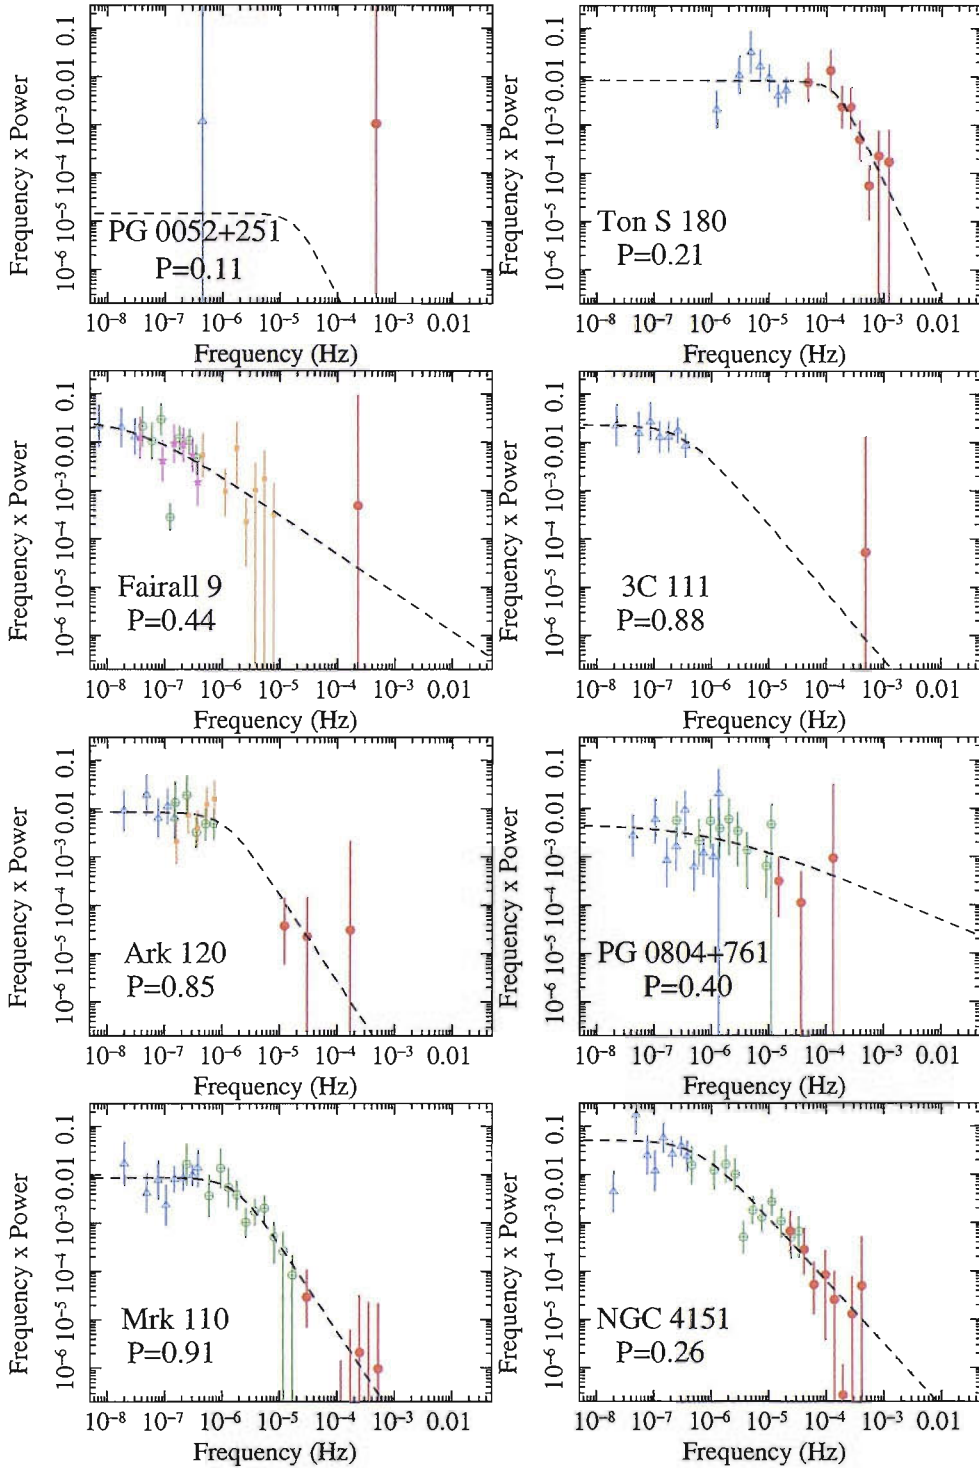 Frequency x Power
0.1
0.01
10⁻³
10⁻⁴
10⁻⁵
10⁻⁶
PG 0052+251
P=0.11
10⁻⁸ 10⁻⁷ 10⁻⁶ 10⁻⁵ 10⁻⁴ 10⁻³ 0.01
Frequency (Hz)
Frequency x Power
0.1
0.01
10⁻³
10⁻⁴
10⁻⁵
10⁻⁶
Ton S 180
P=0.21
10⁻⁸ 10⁻⁷ 10⁻⁶ 10⁻⁵ 10⁻⁴ 10⁻³ 0.01
Frequency (Hz)
Frequency x Power
0.1
0.01
10⁻³
10⁻⁴
10⁻⁵
10⁻⁶
Fairall 9
P=0.44
10⁻⁸ 10⁻⁷ 10⁻⁶ 10⁻⁵ 10⁻⁴ 10⁻³ 0.01
Frequency (Hz)
Frequency x Power
0.1
0.01
10⁻³
10⁻⁴
10⁻⁵
10⁻⁶
3C 111
P=0.88
10⁻⁸ 10⁻⁷ 10⁻⁶ 10⁻⁵ 10⁻⁴ 10⁻³ 0.01
Frequency (Hz)
Frequency x Power
0.1
0.01
10⁻³
10⁻⁴
10⁻⁵
10⁻⁶
Ark 120
P=0.85
10⁻⁸ 10⁻⁷ 10⁻⁶ 10⁻⁵ 10⁻⁴ 10⁻³ 0.01
Frequency (Hz)
Frequency x Power
0.1
0.01
10⁻³
10⁻⁴
10⁻⁵
10⁻⁶
PG 0804+761
P=0.40
10⁻⁸ 10⁻⁷ 10⁻⁶ 10⁻⁵ 10⁻⁴ 10⁻³ 0.01
Frequency (Hz)
Frequency x Power
0.1
0.01
10⁻³
10⁻⁴
10⁻⁵
10⁻⁶
Mrk 110
P=0.91
10⁻⁸ 10⁻⁷ 10⁻⁶ 10⁻⁵ 10⁻⁴ 10⁻³ 0.01
Frequency (Hz)
Frequency x Power
0.1
0.01
10⁻³
10⁻⁴
10⁻⁵
10⁻�6
NGC 4151
P=0.26
10⁻⁸ 10⁻⁷ 10⁻⁶ 10⁻⁵ 10⁻⁴ 10⁻³ 0.01
Frequency (Hz)